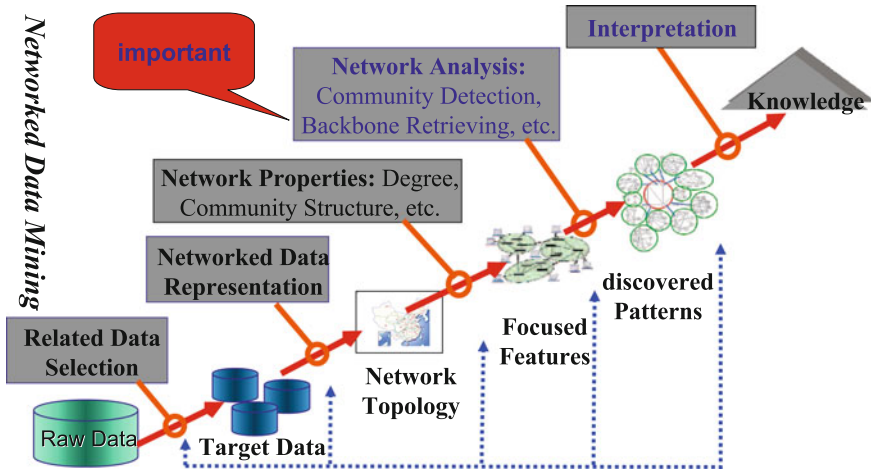 Networked Data Mining
important
Interpretation
Network Analysis:
Community Detection,
Backbone Retrieving, etc.
Knowledge
Network Properties: Degree,
Community Structure, etc.
Networked Data
Representation
discovered
Patterns
Focused
Features
Related Data
Selection
Network
Topology
Raw Data
Target Data